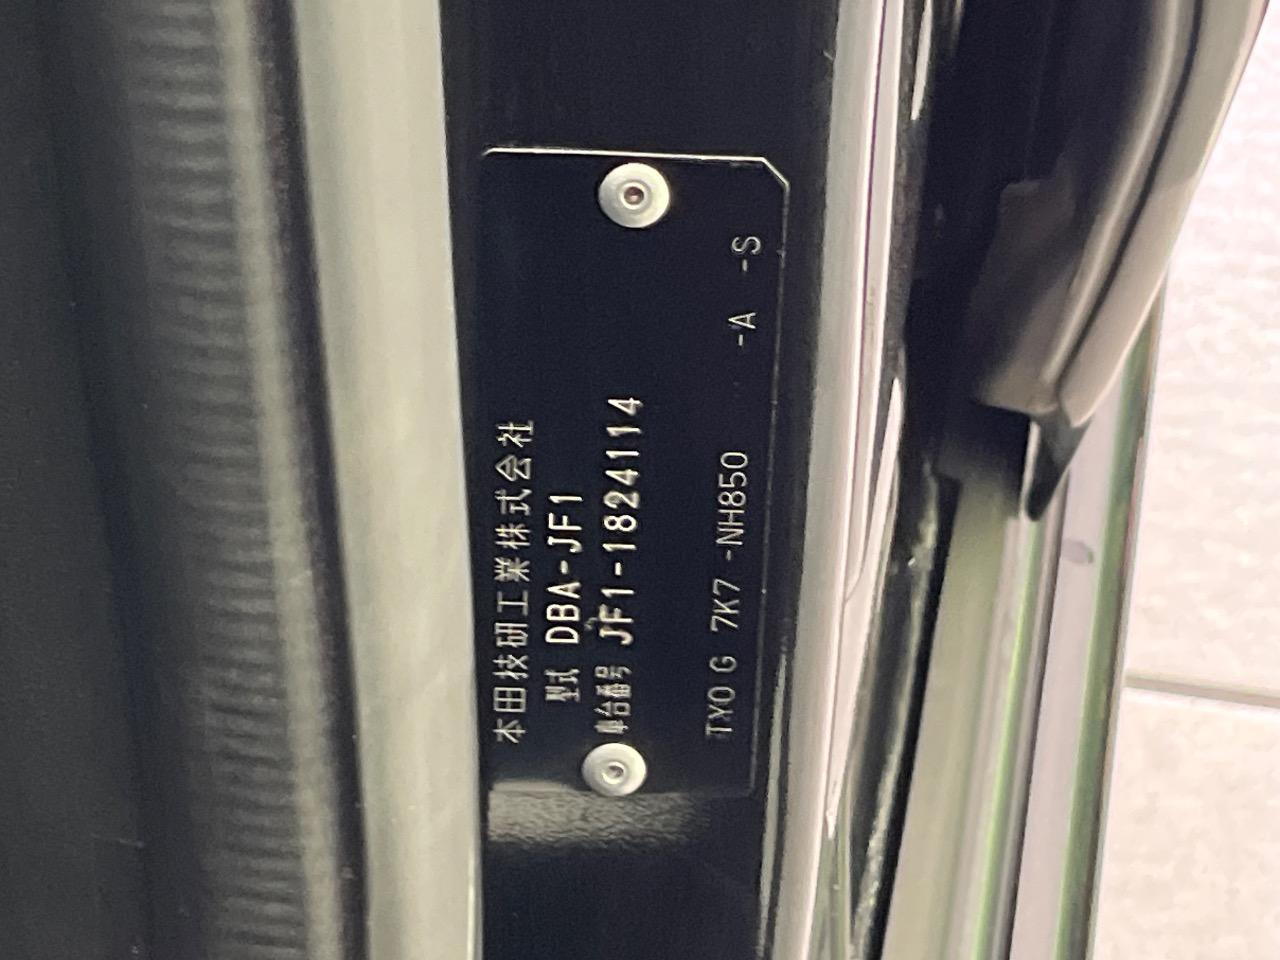 本田技研工業株式会社
型式 DBA-JF1
車台番号 JF1-1824114
TYO G 7K7 -NH850 -A -S